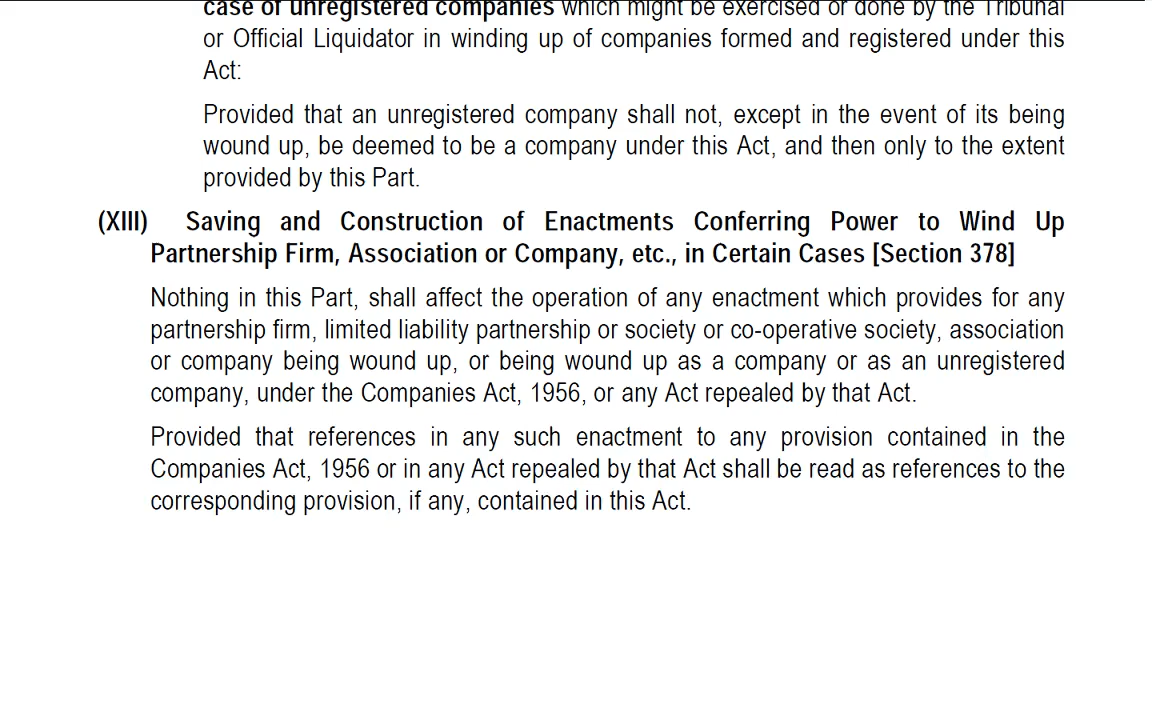 case of unregistered companies which might be exercised or done by the Tribunal
or Official Liquidator in winding up of companies formed and registered under this
Act:
Provided that an unregistered company shall not, except in the event of its being
wound up, be deemed to be a company under this Act, and then only to the extent
provided by this Part.
(XIII) Saving and Construction of Enactments Conferring Power to Wind Up
Partnership Firm, Association or Company, etc., in Certain Cases [Section 378]
Nothing in this Part, shall affect the operation of any enactment which provides for any
partnership firm, limited liability partnership or society or co-operative society, association
or company being wound up, or being wound up as a company or as an unregistered
company, under the Companies Act, 1956, or any Act repealed by that Act.
Provided that references in any such enactment to any provision contained in the
Companies Act, 1956 or in any Act repealed by that Act shall be read as references to the
corresponding provision, if any, contained in this Act.